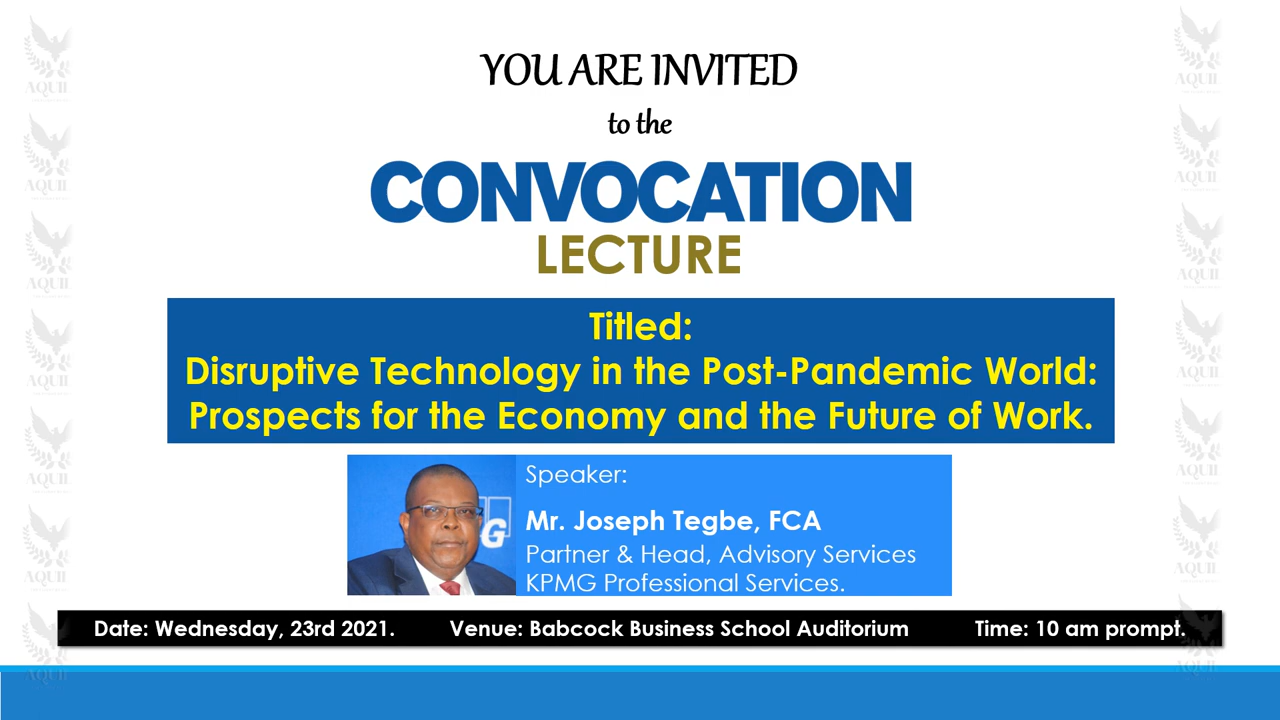 YOU ARE INVITED
to the
CONVOCATION
LECTURE
Titled:
Disruptive Technology in the Post-Pandemic World:
Prospects for the Economy and the Future of Work.
Speaker:
Mr. Joseph Tegbe, FCA
Partner & Head, Advisory Services
KPMG Professional Services.
Date: Wednesday, 23rd 2021. Venue: Babcock Business School Auditorium Time: 10 am prompt.